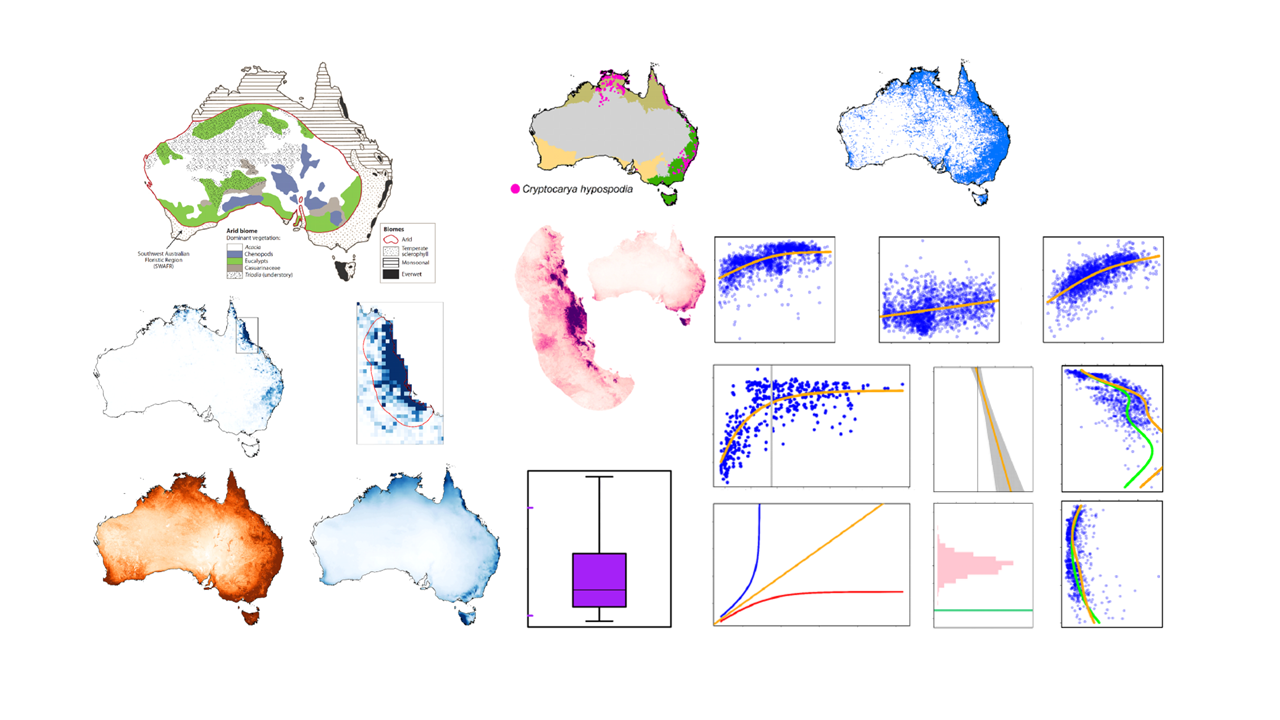 Southwest Australian
Floristic Region
(SWAFR)
Arid biome
Dominant vegetation:
Acacia
Chenopods
Eucalypts
Casuarinaceae
Triodia (understory)
Biomes
Arid
Temperate
sclerophyll
Monsoonal
Everwet
Cryptocarya hypospodia